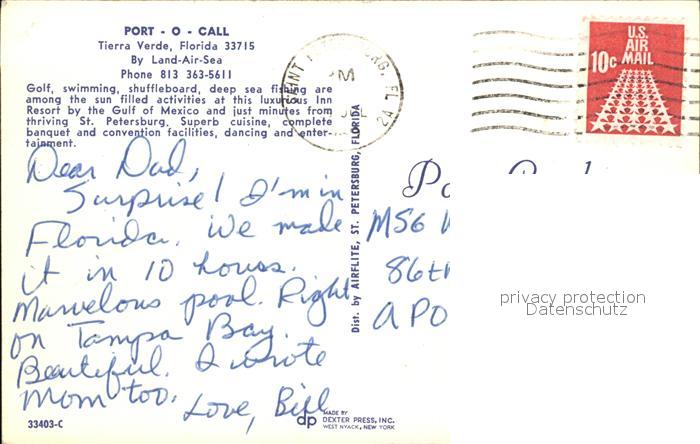 PORT - O - CALL
Tierra Verde, Florida 33715
By Land-Air-Sea
Phone 813 363-5611
Golf, swimming, shuffleboard, deep sea fishing are
among the sun filled activities at this luxurious Inn
Resort by the Gulf of Mexico and just minutes from
thriving St. Petersburg. Superb cuisine, complete
banquet and convention facilities, dancing and enter-
tainment.
PM
U.S.
AIR
MAIL
10c
Dear Dad,
Surprise! I'm in
Florida. We made
it in 10 hours.
Marvelous pool. Right
on Tampa Bay.
Beautiful. I wrote
Mom too.
Love, Bill
33403-C
Dist. by AIRFLITE, ST. PETERSBURG, FLORIDA
dp
MADE BY
DEXTER PRESS, INC.
WEST NYACK, NEW YORK
MSG
86th
APO
privacy protection
Datenschutz